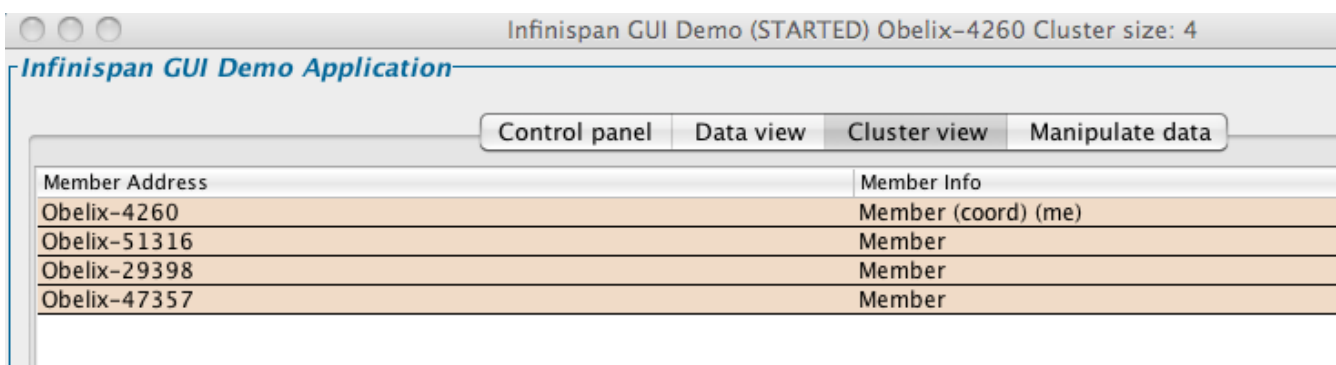 Infinispan GUI Demo (STARTED) Obelix-4260 Cluster size: 4
Infinispan GUI Demo Application
Control panel Data view Cluster view Manipulate data
Member Address Member Info
Obelix-4260 Member (coord) (me)
Obelix-51316 Member
Obelix-29398 Member
Obelix-47357 Member